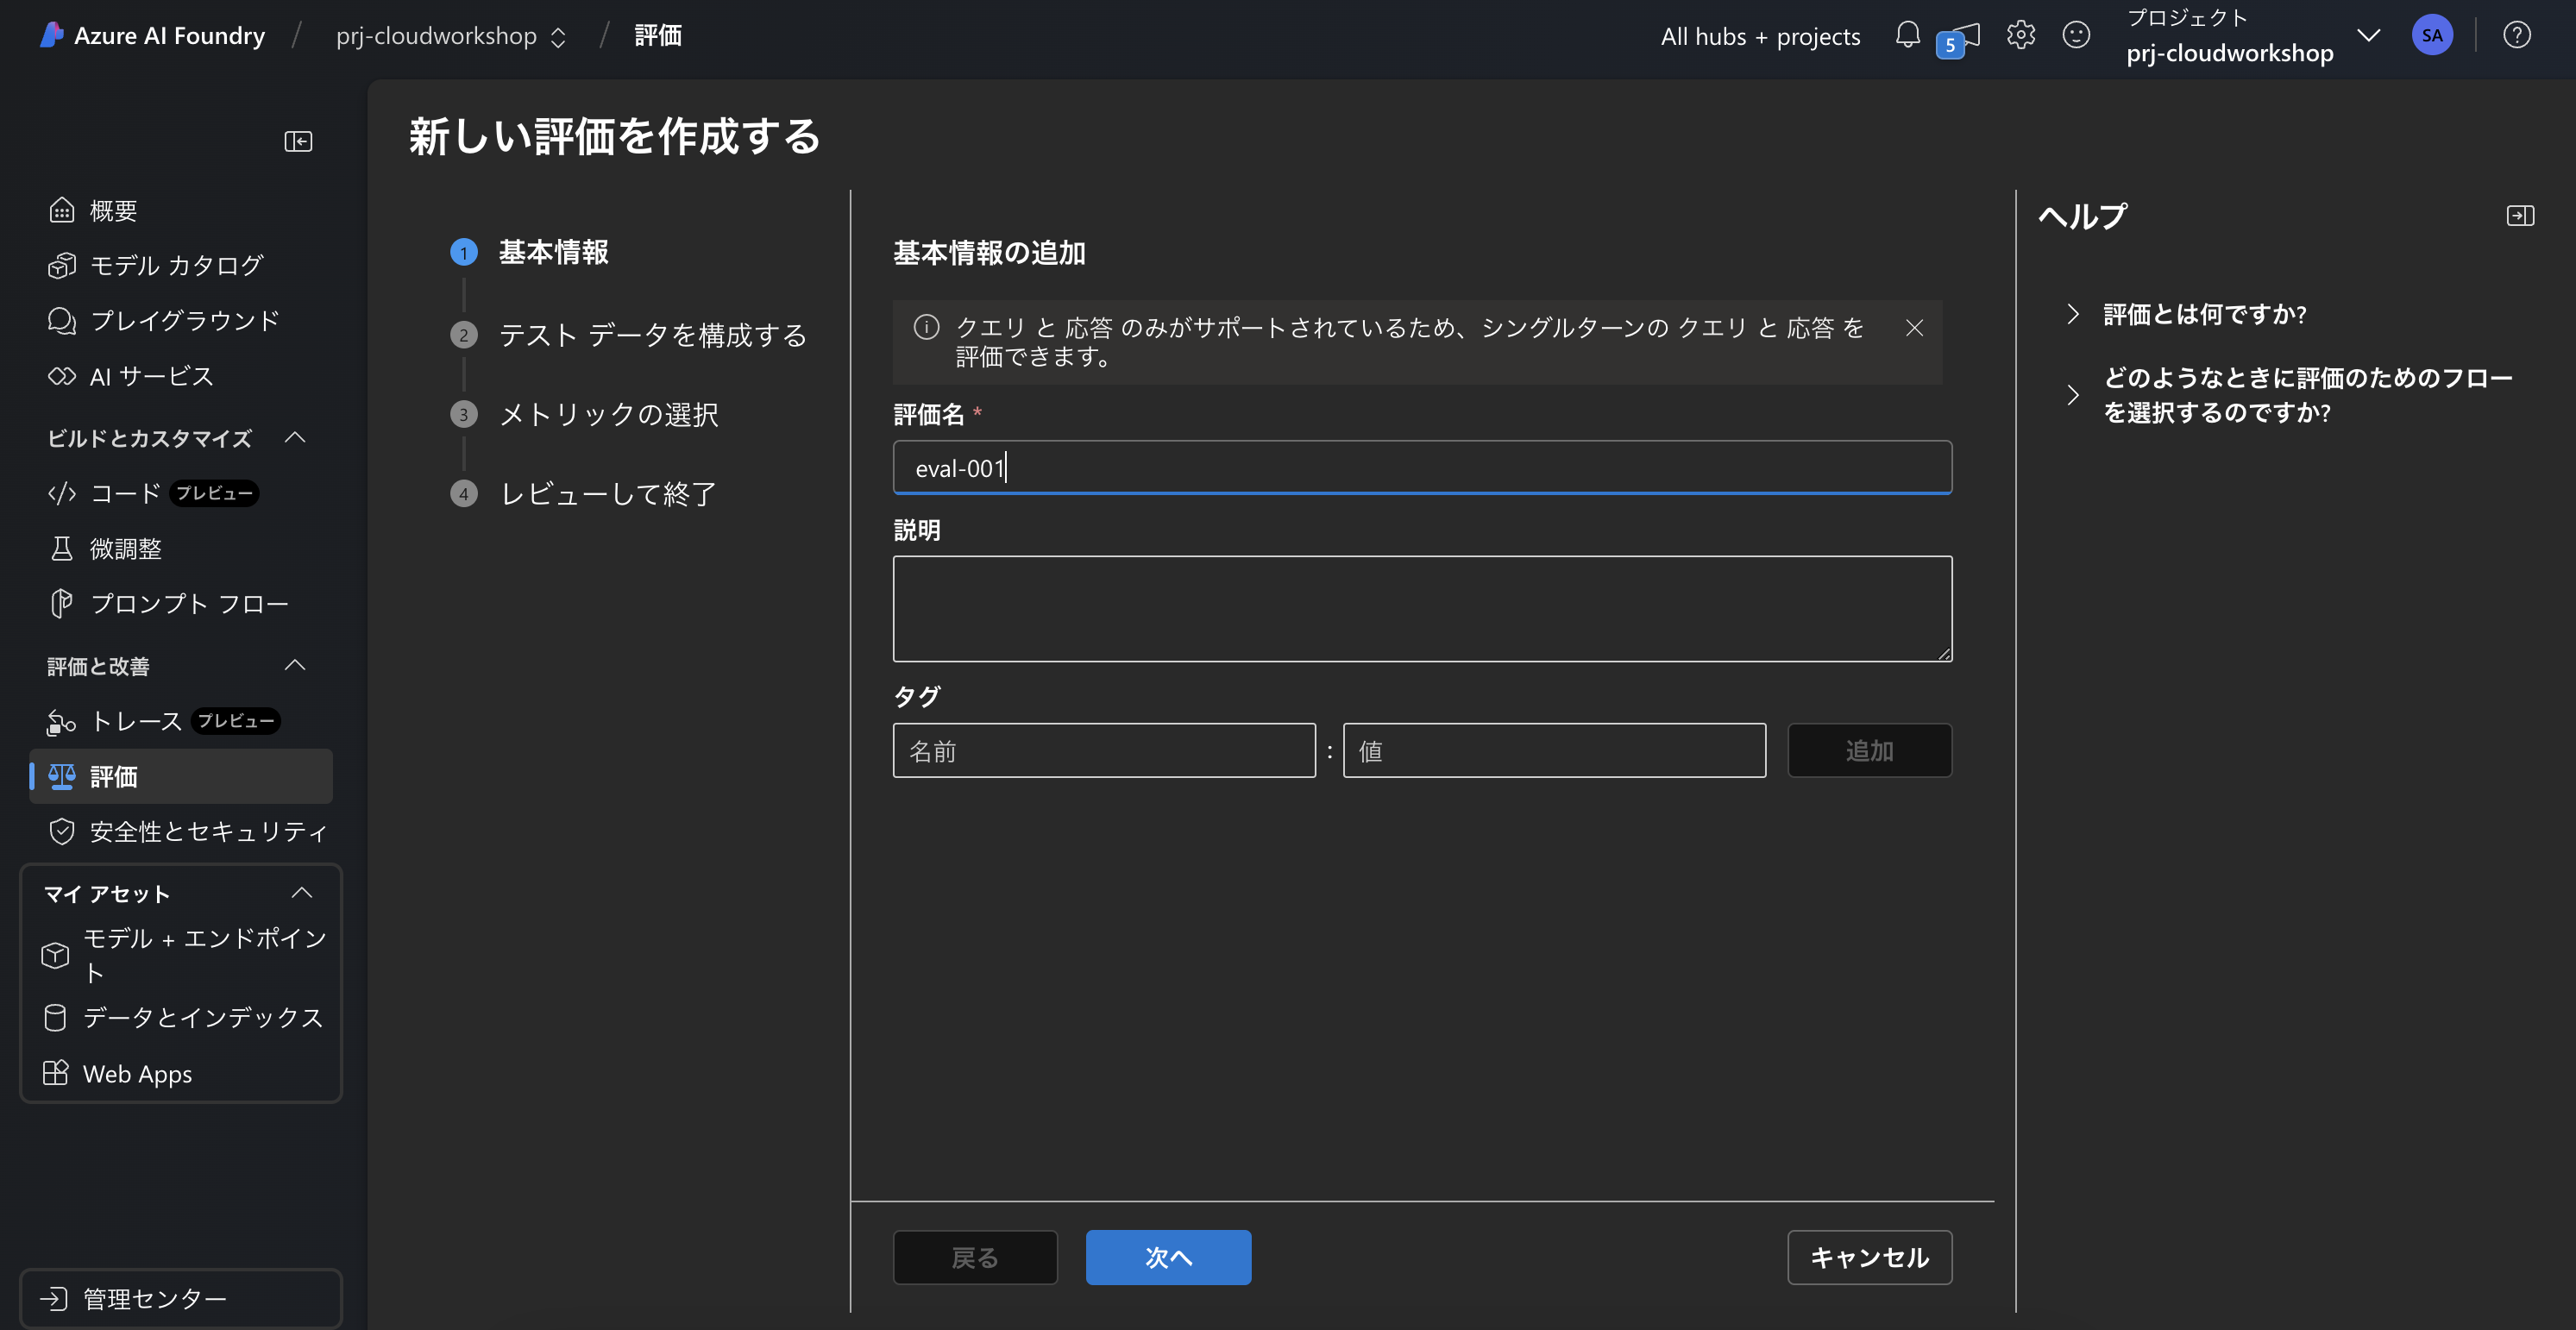 Azure AI Foundry / prj-cloudworkshop / 評価
All hubs + projects
5
プロジェクト
prj-cloudworkshop
SA
概要
モデル カタログ
プレイグラウンド
AI サービス
ビルドとカスタマイズ
コード プレビュー
微調整
プロンプト フロー
評価と改善
トレース プレビュー
評価
安全性とセキュリティ
マイ アセット
モデル + エンドポイン
ト
データとインデックス
Web Apps
管理センター
新しい評価を作成する
1 基本情報
2 テスト データを構成する
3 メトリックの選択
4 レビューして終了
基本情報の追加
クエリ と 応答 のみがサポートされているため、シングルターンの クエリ と 応答 を
評価できます。
評価名 *
eval-001
説明
タグ
名前 : 値 追加
戻る 次へ キャンセル
ヘルプ
評価とは何ですか?
どのようなときに評価のためのフロー
を選択するのですか?